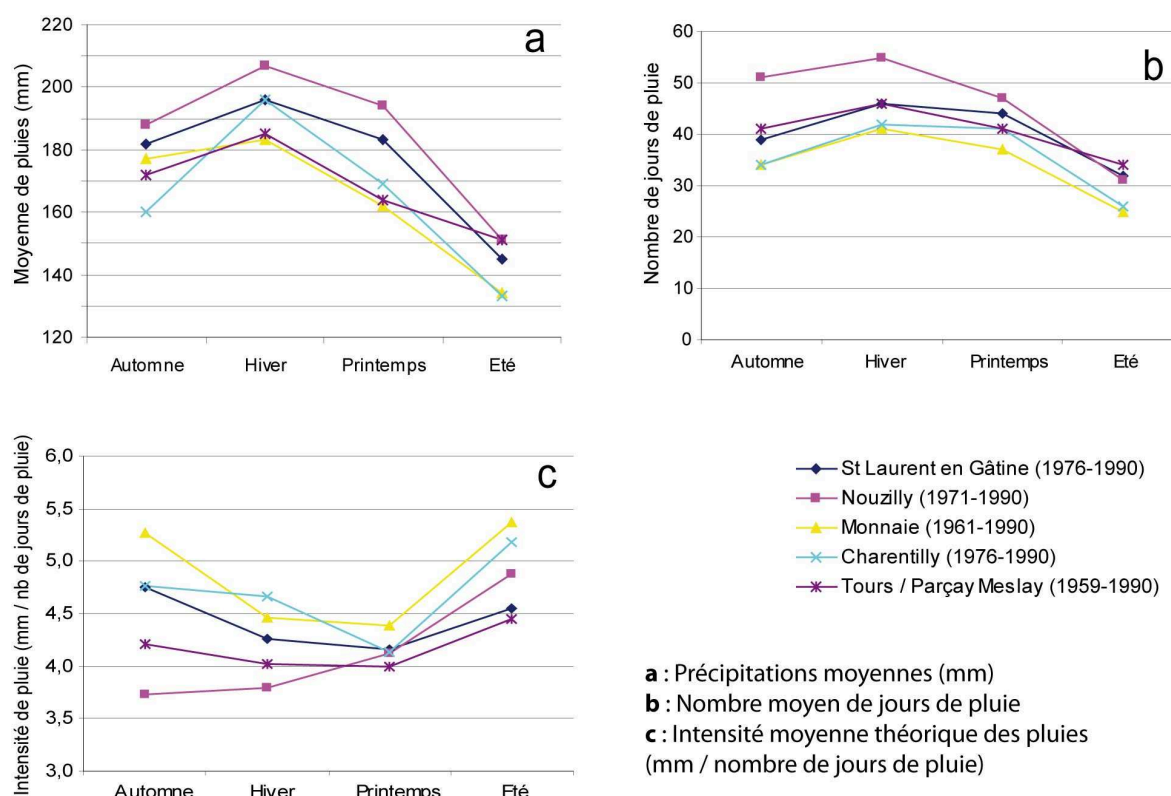 a
Moyenne de pluies (mm)
220
200
180
160
140
120
Automne
Hiver
Printemps
Eté
b
Nombre de jours de pluie
60
50
40
30
20
10
0
Automne
Hiver
Printemps
Eté
c
Intensité de pluie (mm / nb de jours de pluie)
6,0
5,5
5,0
4,5
4,0
3,5
3,0
Automne
Hiver
Printemps
Eté
St Laurent en Gâtine (1976-1990)
Nouzilly (1971-1990)
Monnaie (1961-1990)
Charentilly (1976-1990)
Tours / Parçay Meslay (1959-1990)
a : Précipitations moyennes (mm)
b : Nombre moyen de jours de pluie
c : Intensité moyenne théorique des pluies
(mm / nombre de jours de pluie)